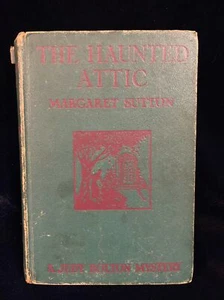 THE HAUNTED
ATTIC
MARGARET SUTTON
A JUDY BOLTON MYSTERY